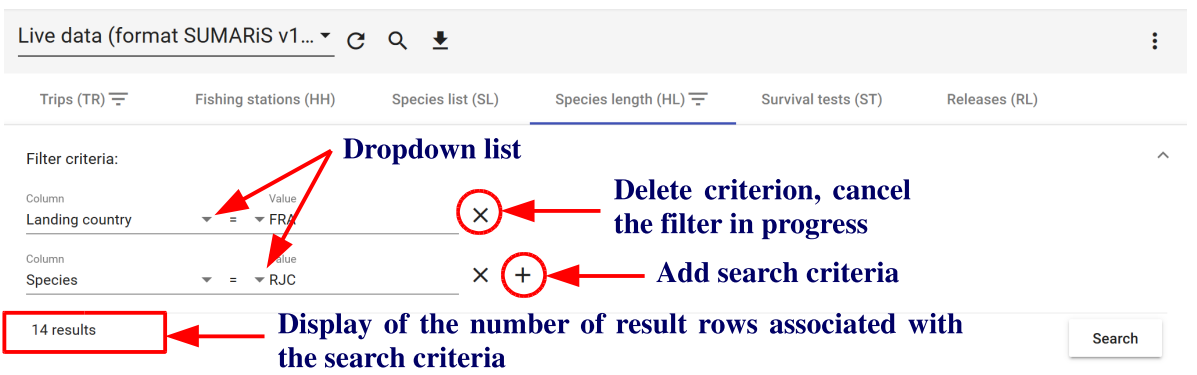 Live data (format SUMARiS v1...
Trips (TR) Fishing stations (HH) Species list (SL) Species length (HL) Survival tests (ST) Releases (RL)
Dropdown list
Filter criteria:
Delete criterion, cancel
the filter in progress
Column Value
Landing country = FRA
Column Value
Species = RJC
Add search criteria
14 results
Display of the number of result rows associated with
the search criteria
Search